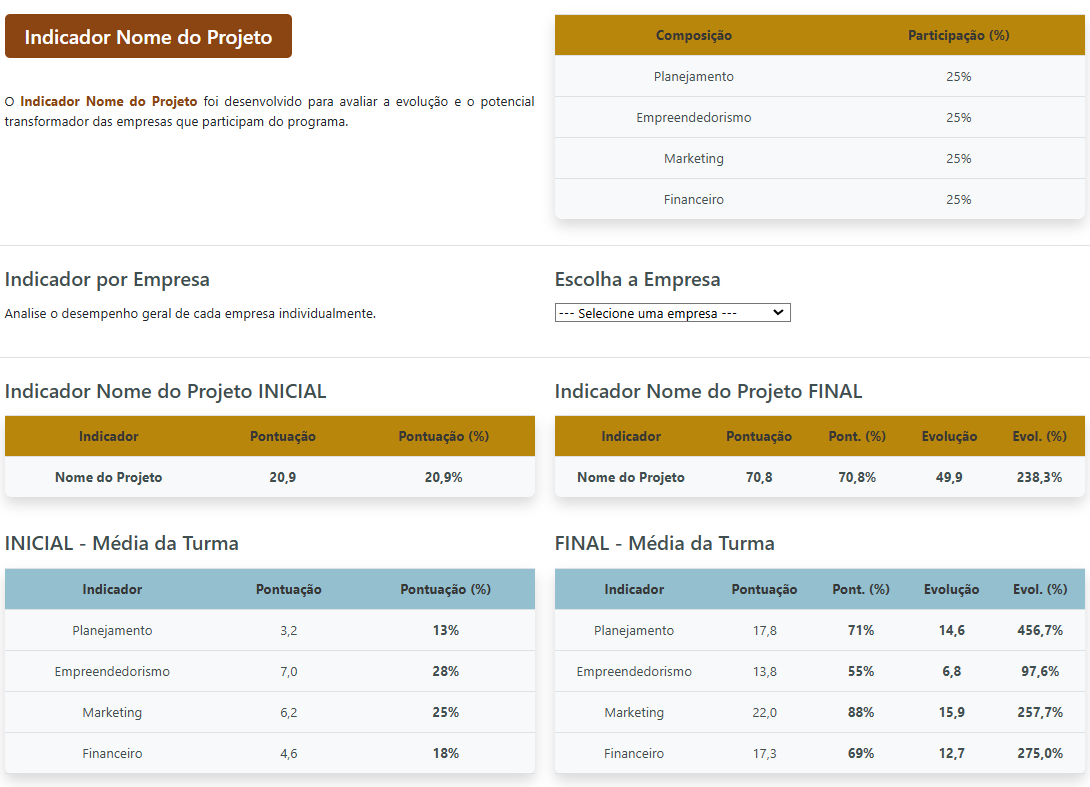 Indicador Nome do Projeto
O Indicador Nome do Projeto foi desenvolvido para avaliar a evolução e o potencial
transformador das empresas que participam do programa.
Composição Participação (%)
Planejamento 25%
Empreendedorismo 25%
Marketing 25%
Financeiro 25%
Indicador por Empresa
Analise o desempenho geral de cada empresa individualmente.
Escolha a Empresa
--- Selecione uma empresa ---
Indicador Nome do Projeto INICIAL
Indicador Pontuação Pontuação (%)
Nome do Projeto 20,9 20,9%
Indicador Nome do Projeto FINAL
Indicador Pontuação Pont. (%) Evolução Evol. (%)
Nome do Projeto 70,8 70,8% 49,9 238,3%
INICIAL - Média da Turma
Indicador Pontuação Pontuação (%)
Planejamento 3,2 13%
Empreendedorismo 7,0 28%
Marketing 6,2 25%
Financeiro 4,6 18%
FINAL - Média da Turma
Indicador Pontuação Pont. (%) Evolução Evol. (%)
Planejamento 17,8 71% 14,6 456,7%
Empreendedorismo 13,8 55% 6,8 97,6%
Marketing 22,0 88% 15,9 257,7%
Financeiro 17,3 69% 12,7 275,0%